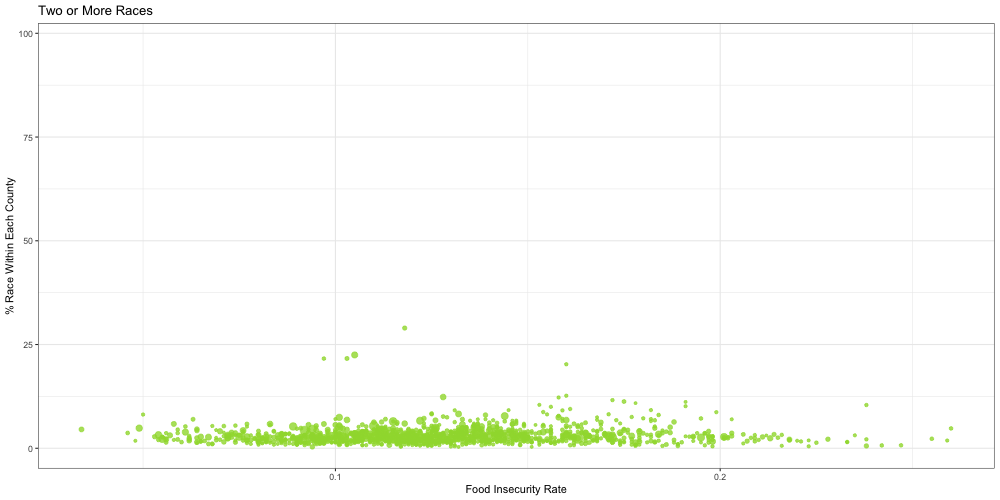 Two or More Races
100
75
50
25
0
% Race Within Each County
0.1
0.2
Food Insecurity Rate